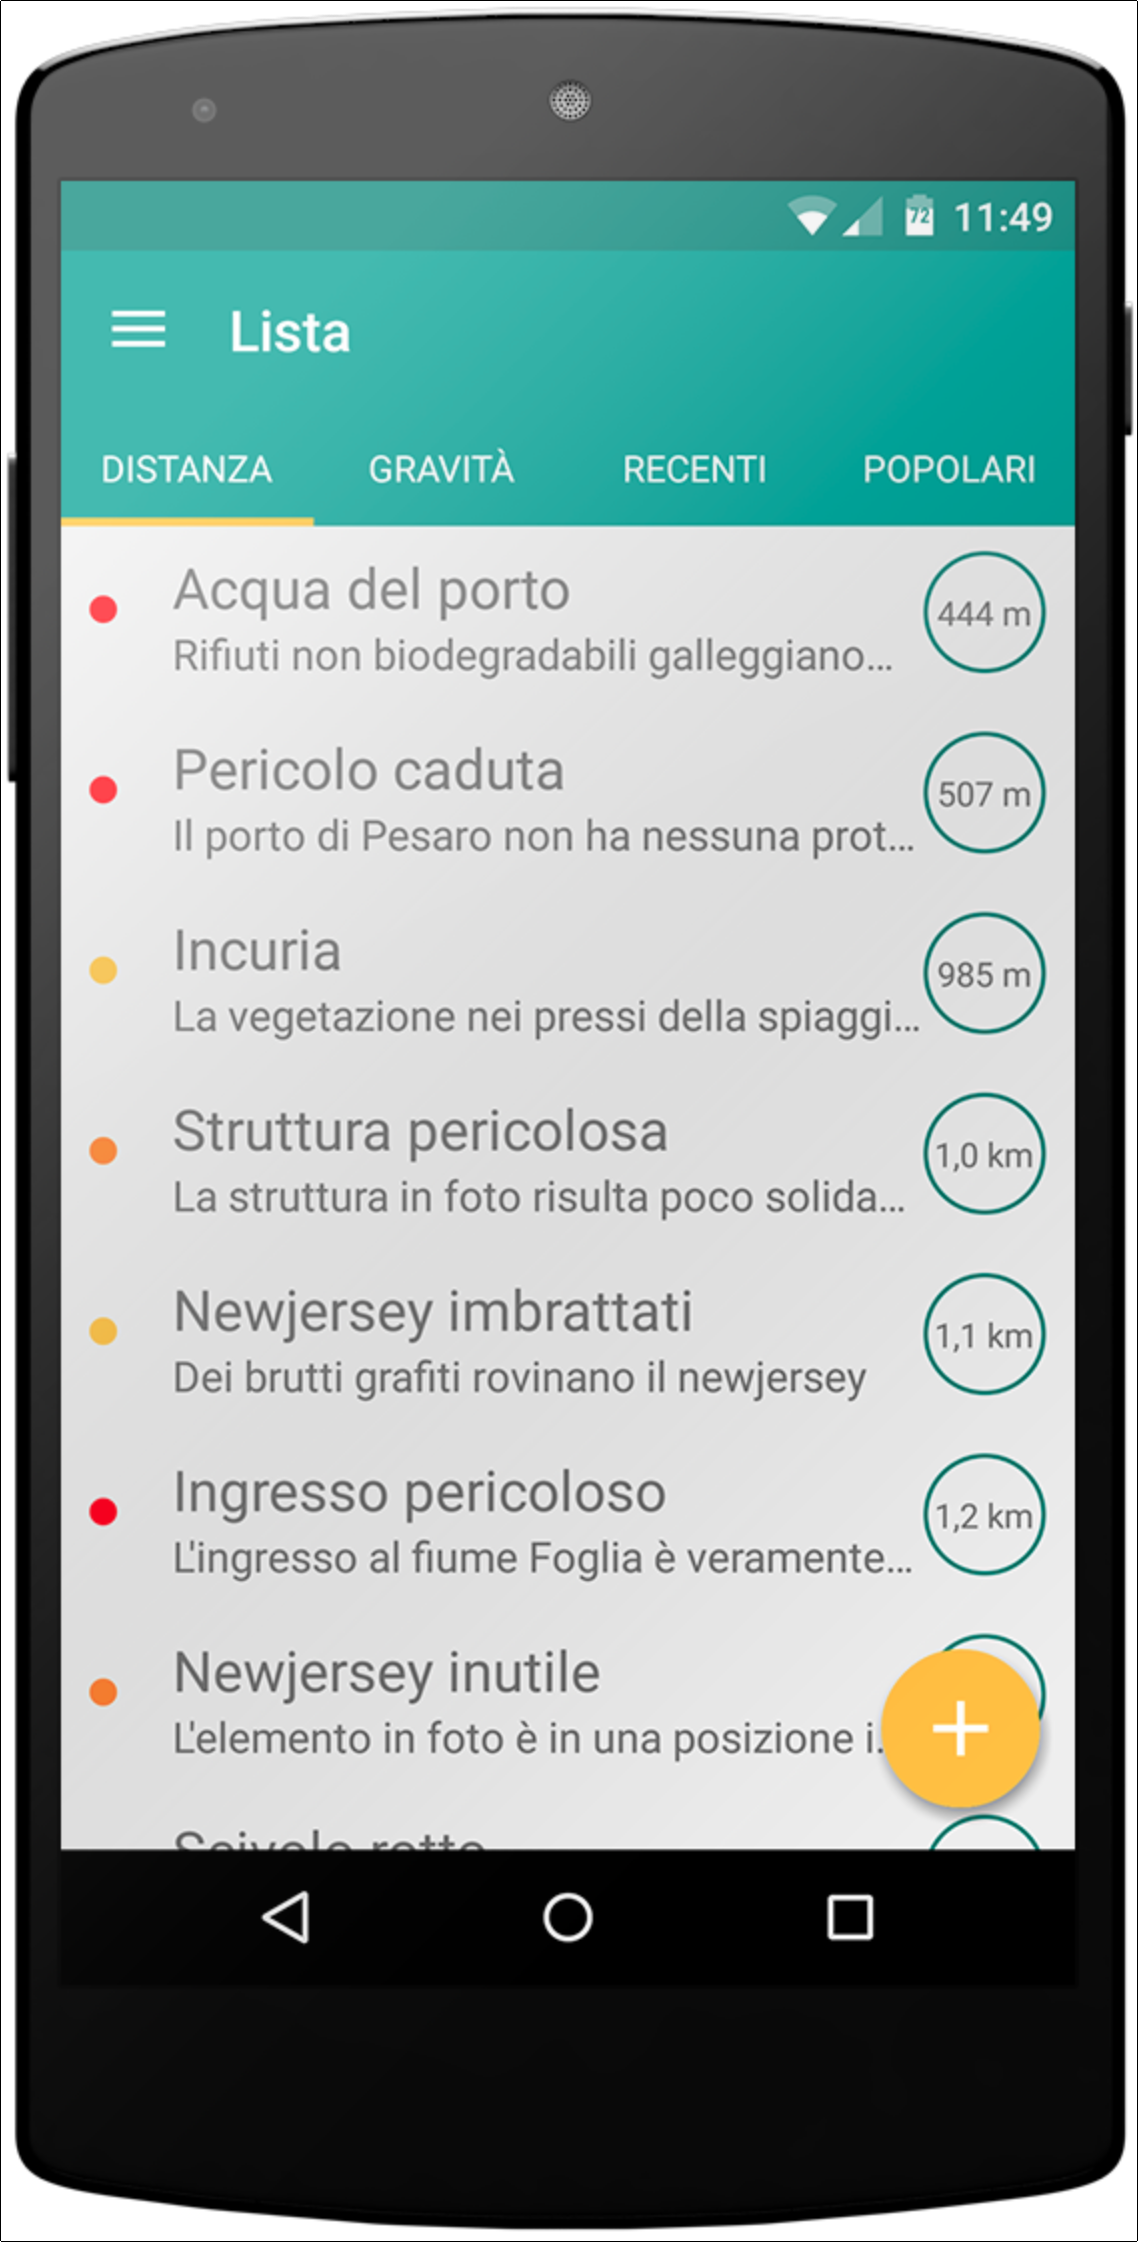 72 11:49
Lista
DISTANZA GRAVITÀ RECENTI POPOLARI
Acqua del porto
Rifiuti non biodegradabili galleggiano...
444 m
Pericolo caduta
Il porto di Pesaro non ha nessuna prot...
507 m
Incuria
La vegetazione nei pressi della spiaggi...
985 m
Struttura pericolosa
La struttura in foto risulta poco solida...
1,0 km
Newjersey imbrattati
Dei brutti grafiti rovinano il newjersey
1,1 km
Ingresso pericoloso
L'ingresso al fiume Foglia è veramente...
1,2 km
Newjersey inutile
L'elemento in foto è in una posizione i.